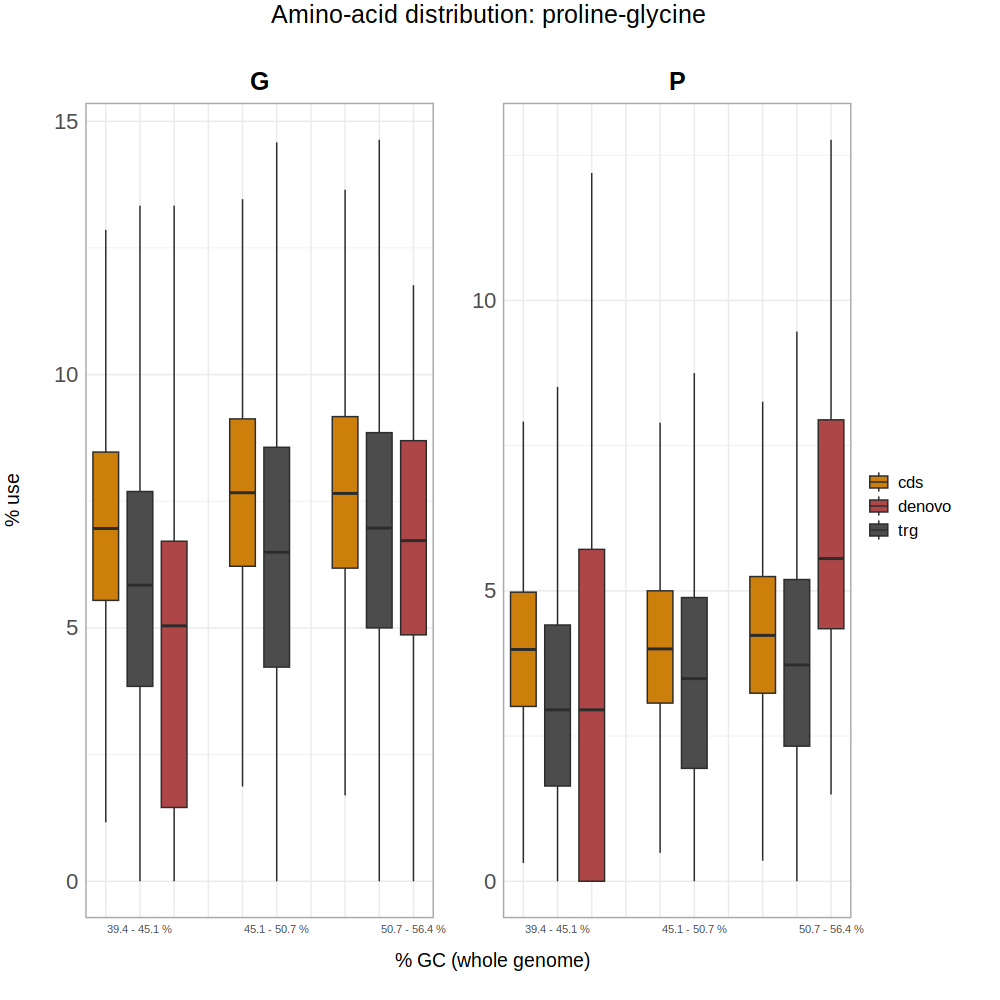 Amino-acid distribution: proline-glycine
G
P
15
10
5
0
10
5
0
% use
39.4 - 45.1 %
45.1 - 50.7 %
50.7 - 56.4 %
39.4 - 45.1 %
45.1 - 50.7 %
50.7 - 56.4 %
% GC (whole genome)
cds
denovo
trg